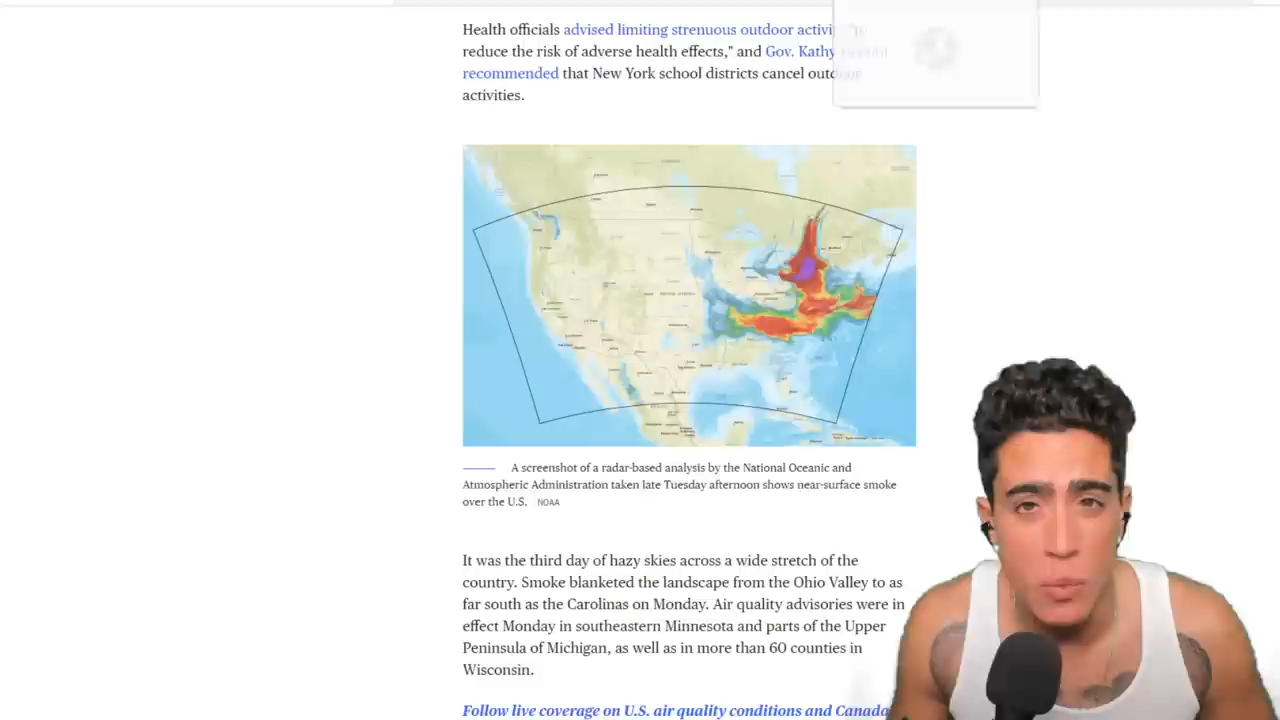 Health officials advised limiting strenuous outdoor
reduce the risk of adverse health effects," and Gov. Kathy
recommended that New York school districts cancel outdoor
activities.
A screenshot of a radar-based analysis by the National Oceanic and
Atmospheric Administration taken late Tuesday afternoon shows near-surface smoke
over the U.S. NOAA
It was the third day of hazy skies across a wide stretch of the
country. Smoke blanketed the landscape from the Ohio Valley to as
far south as the Carolinas on Monday. Air quality advisories were in
effect Monday in southeastern Minnesota and parts of the Upper
Peninsula of Michigan, as well as in more than 60 counties in
Wisconsin.
Follow live coverage on U.S. air quality conditions and Canada